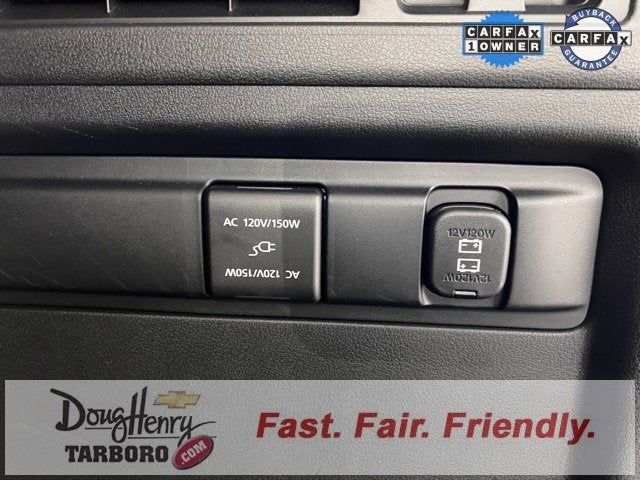 CARFAX
1 OWNER
BUYBACK
CARFAX
GUARANTEE
AC 120V/150W
AC 120V/150W
12V120W
12V120W
Doug Henry
TARBORO.COM
Fast. Fair. Friendly.